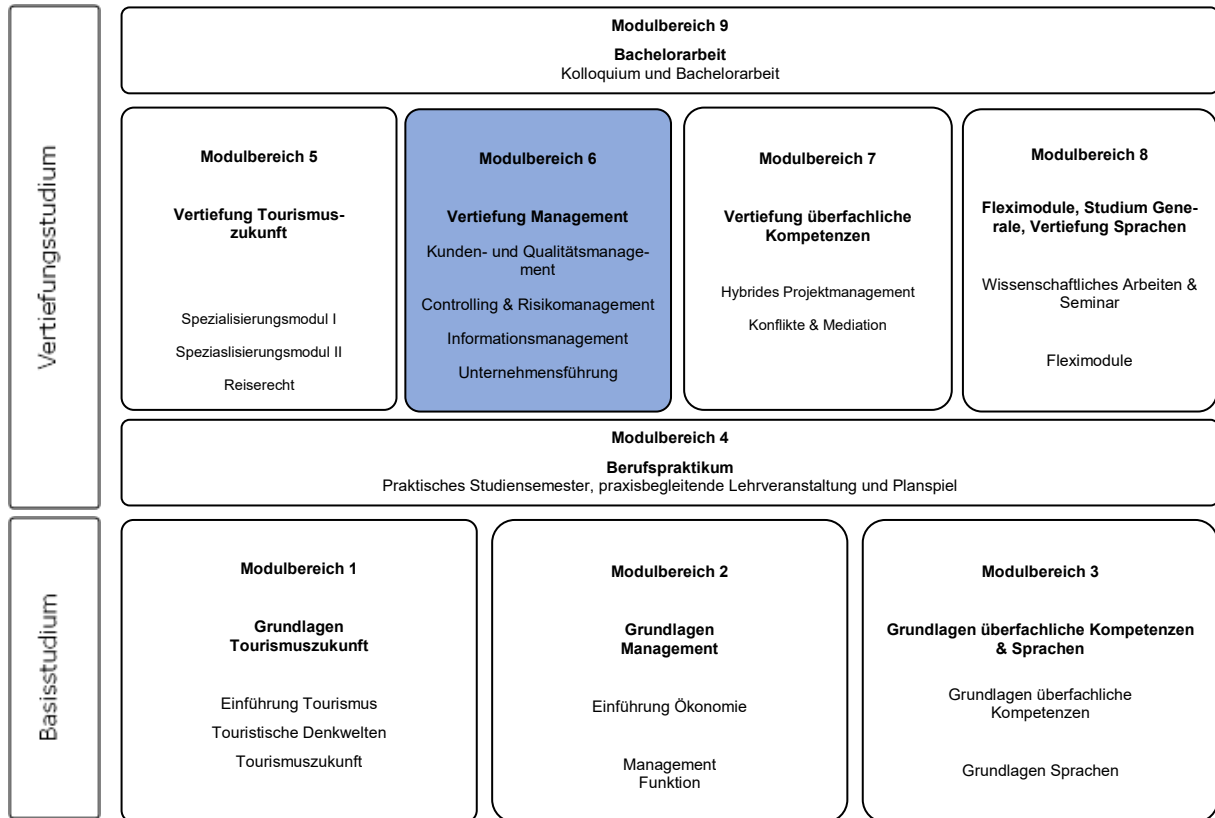 Vertiefungsstudium
Modulbereich 9
Bachelorarbeit
Kolloquium und Bachelorarbeit
Modulbereich 5
Vertiefung Tourismus-
zukunft
Spezialisierungsmodul I
Speziaslisierungsmodul II
Reiserecht
Modulbereich 6
Vertiefung Management
Kunden- und Qualitätsmanage-
ment
Controlling & Risikomanagement
Informationsmanagement
Unternehmensführung
Modulbereich 7
Vertiefung überfachliche
Kompetenzen
Hybrides Projektmanagement
Konflikte & Mediation
Modulbereich 8
Fleximodule, Studium Gene-
rale, Vertiefung Sprachen
Wissenschaftliches Arbeiten &
Seminar
Fleximodule
Modulbereich 4
Berufspraktikum
Praktisches Studiensemester, praxisbegleitende Lehrveranstaltung und Planspiel
Basisstudium
Modulbereich 1
Grundlagen
Tourismuszukunft
Einführung Tourismus
Touristische Denkwelten
Tourismuszukunft
Modulbereich 2
Grundlagen
Management
Einführung Ökonomie
Management
Funktion
Modulbereich 3
Grundlagen überfachliche Kompetenzen
& Sprachen
Grundlagen überfachliche
Kompetenzen
Grundlagen Sprachen